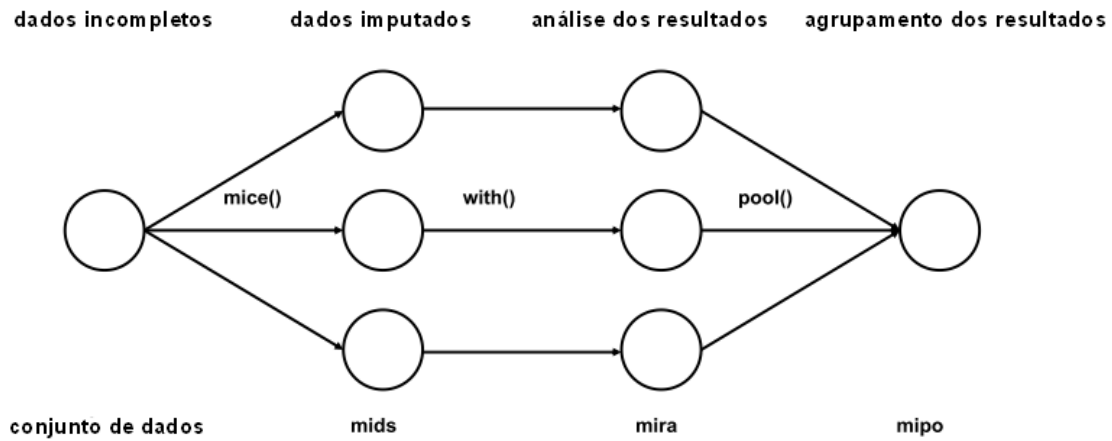 dados incompletos
dados imputados
análise dos resultados
agrupamento dos resultados
mice()
with()
pool()
conjunto de dados
mids
mira
mipo